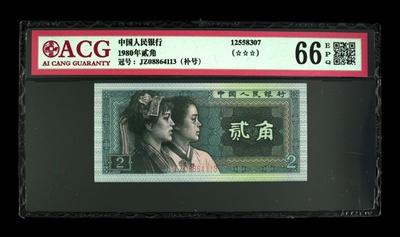 ACG
AI CANG GUARANTY
中国人民银行
1980年贰角
冠号：JZ08864113（补号）
12558307
(☆☆☆)
66 EPQ
中国人民银行
贰角
2
2
JZ08864113